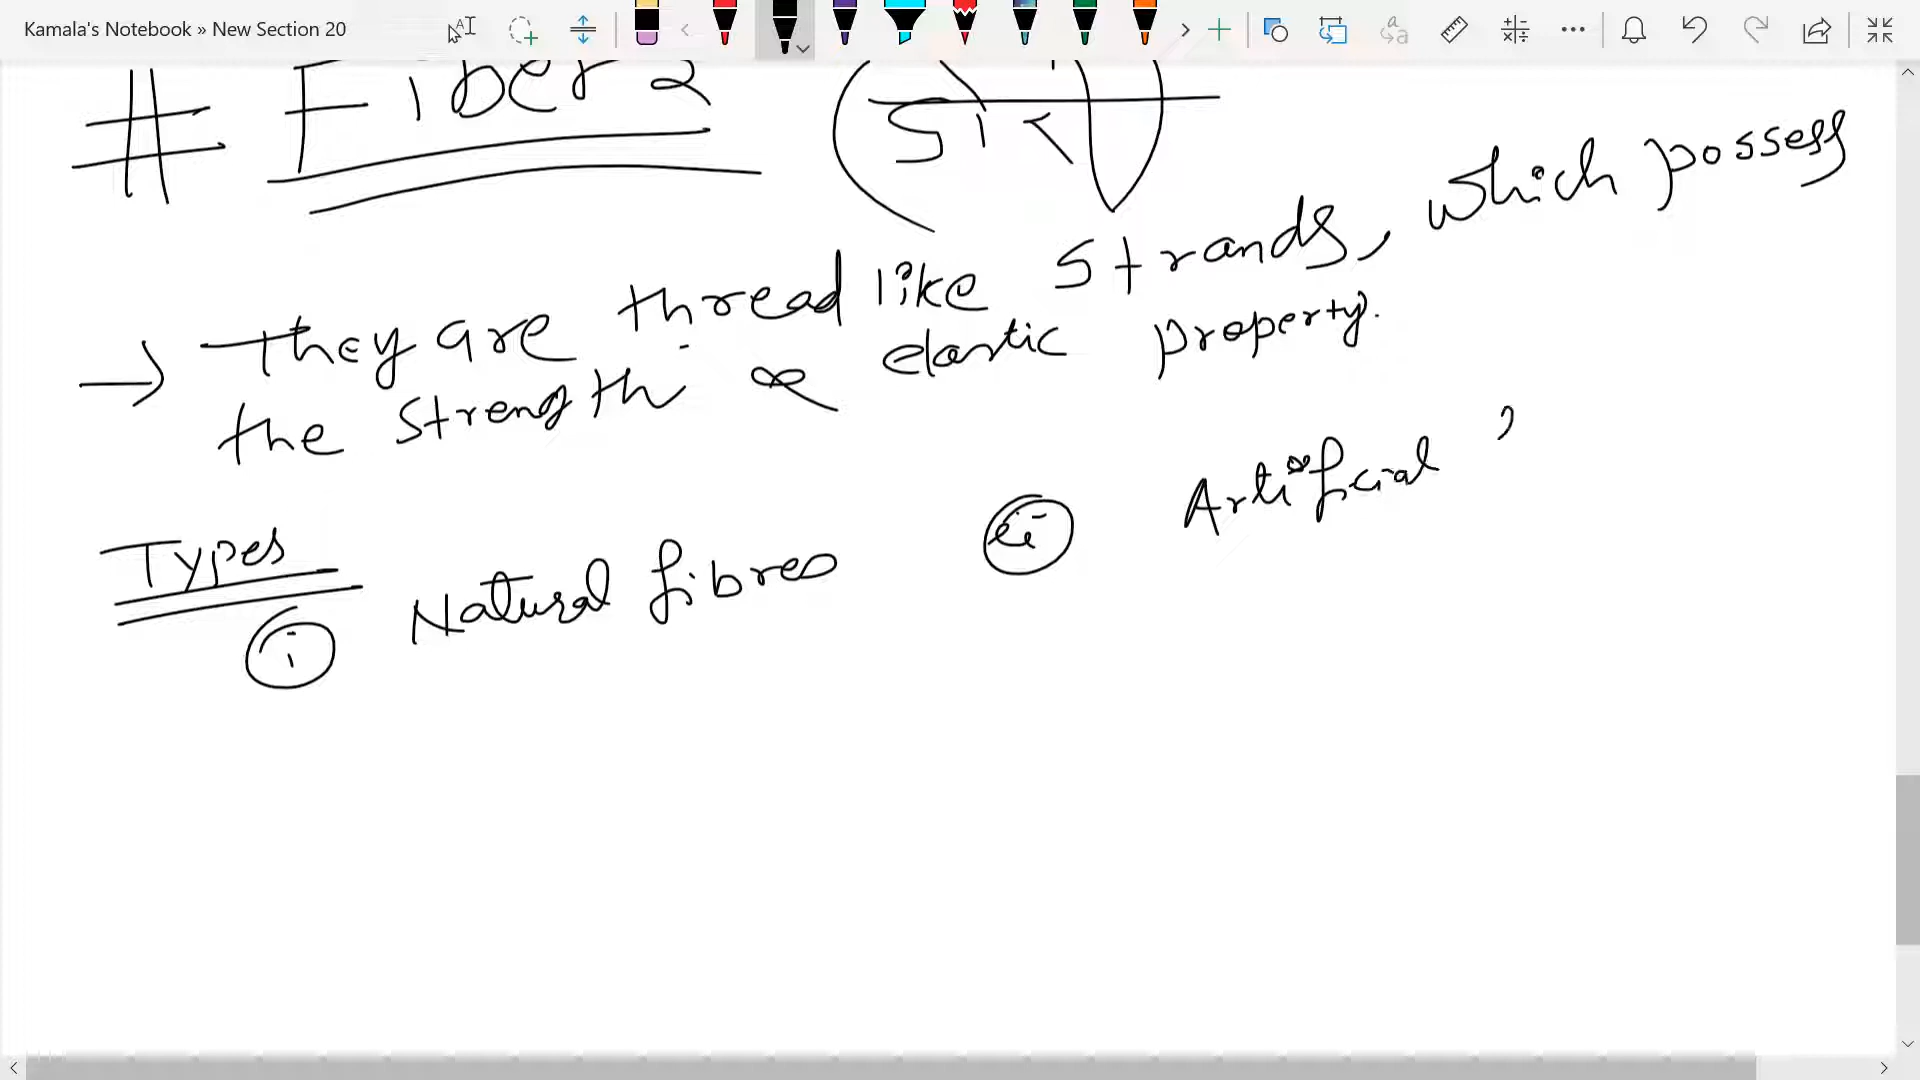 Kamala's Notebook » New Section 20
# Fibers
→ They are thread like strands, which possess
the strength & elastic property.
Types
i Natural fibres ii Artificial "